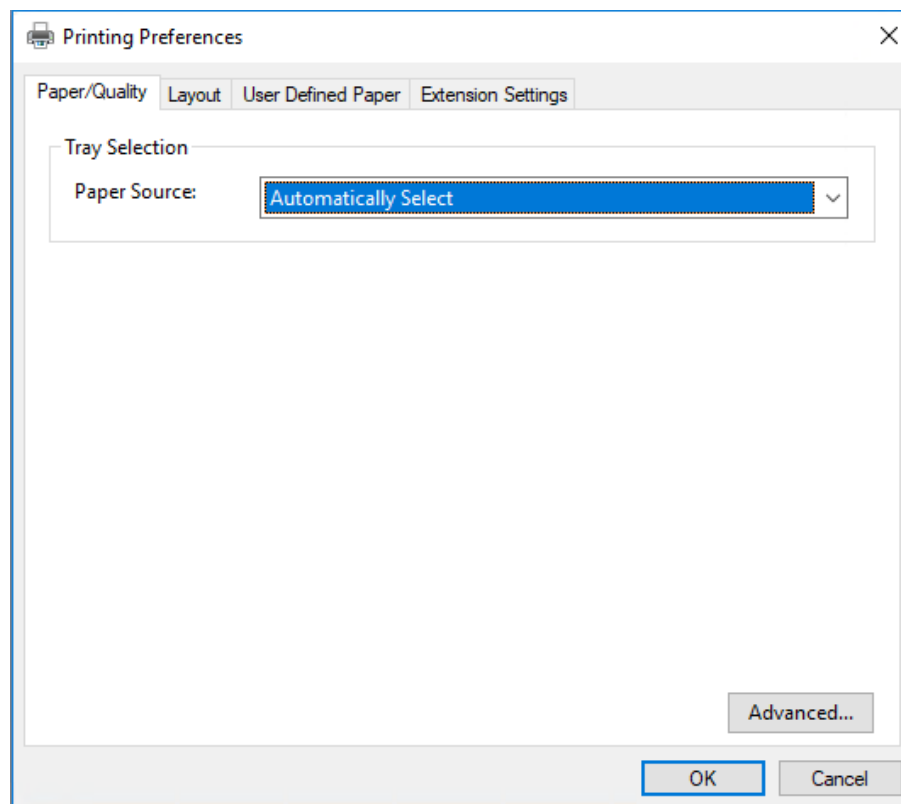 Printing Preferences
Paper/Quality Layout User Defined Paper Extension Settings
Tray Selection
Paper Source: Automatically Select
Advanced...
OK Cancel